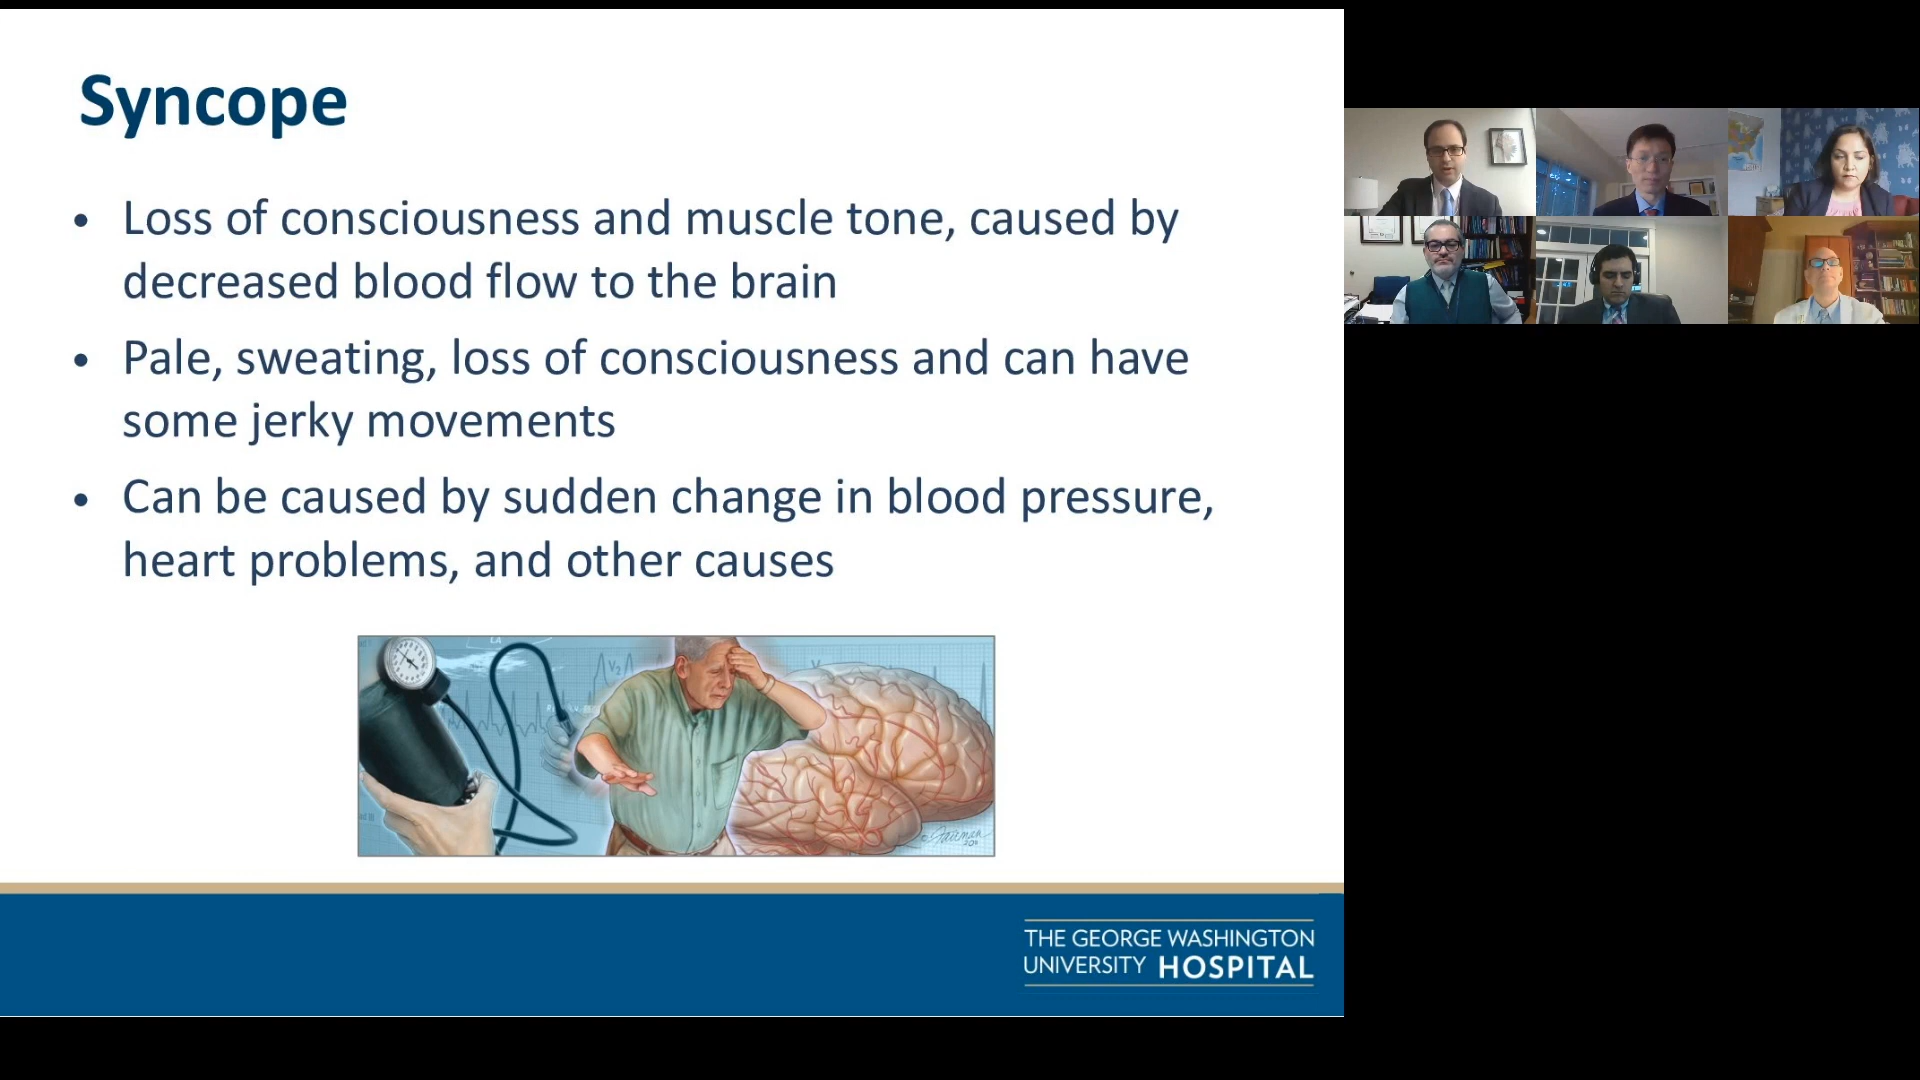 Syncope
• Loss of consciousness and muscle tone, caused by
decreased blood flow to the brain
• Pale, sweating, loss of consciousness and can have
some jerky movements
• Can be caused by sudden change in blood pressure,
heart problems, and other causes
LA
V2
V
THE GEORGE WASHINGTON
UNIVERSITY HOSPITAL